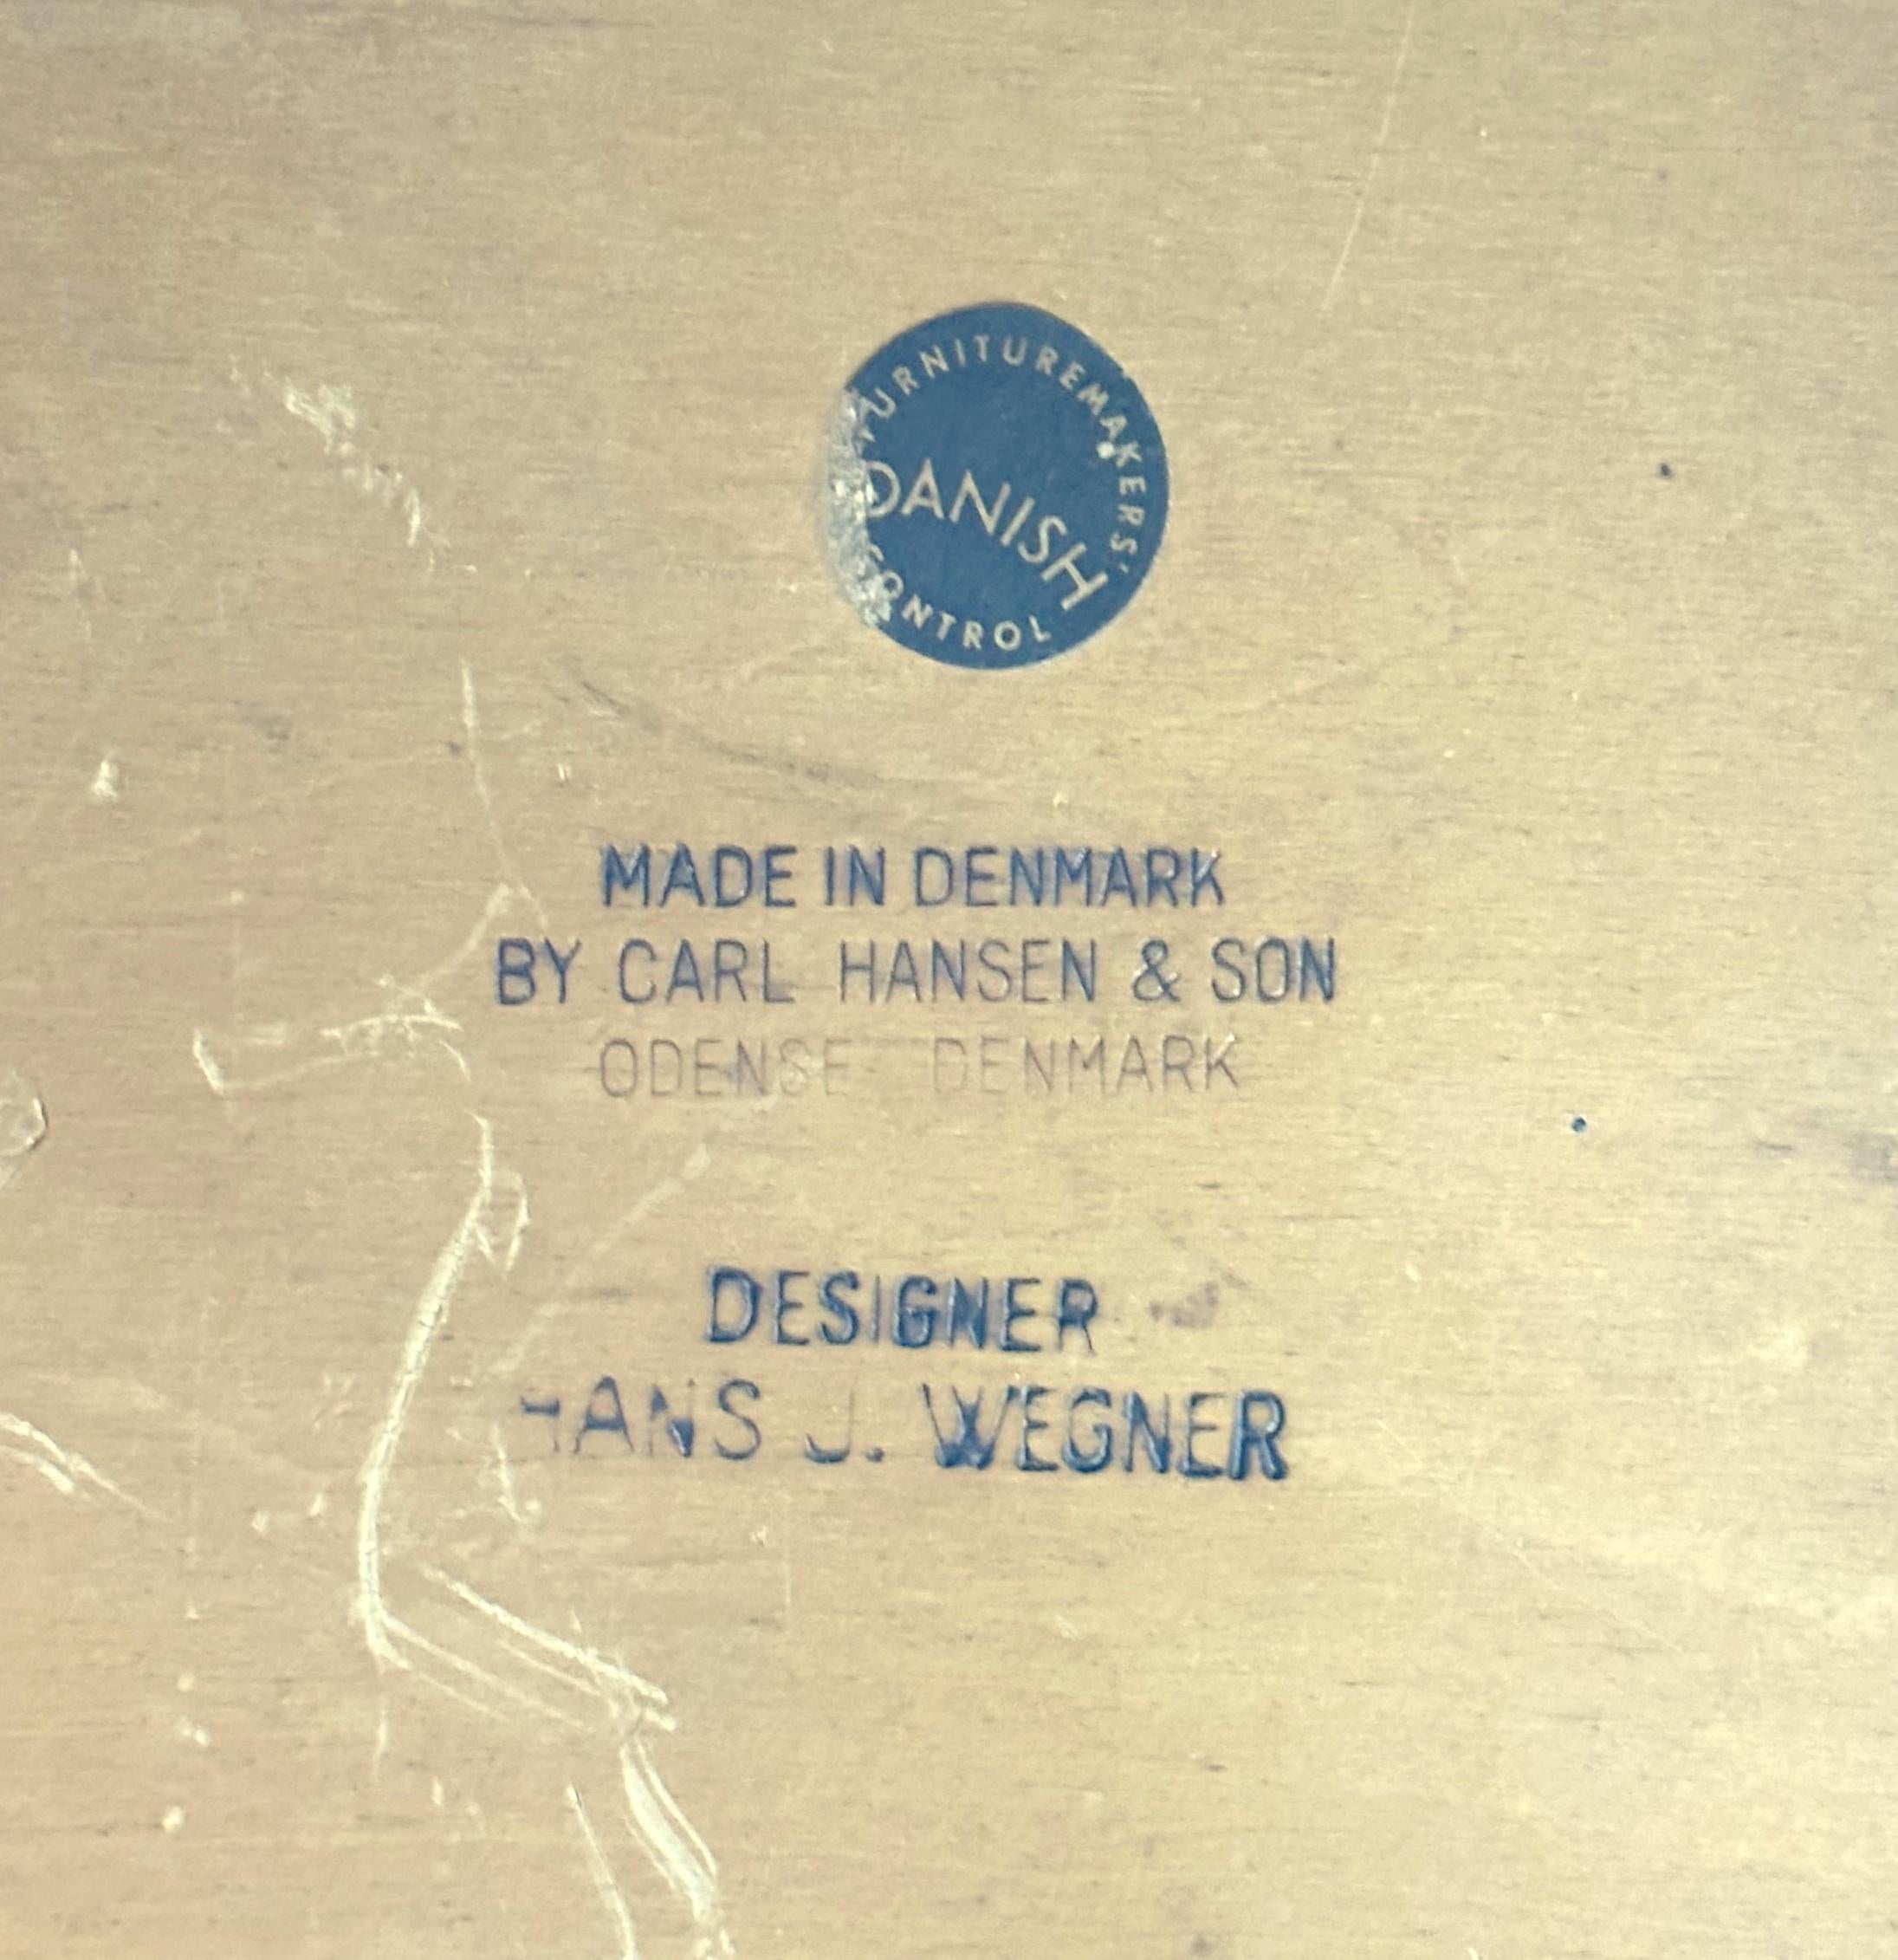 FURNITUREMAKERS'
DANISH
CONTROL
MADE IN DENMARK
BY CARL HANSEN & SON
ODENSE DENMARK
DESIGNER
HANS J. WEGNER